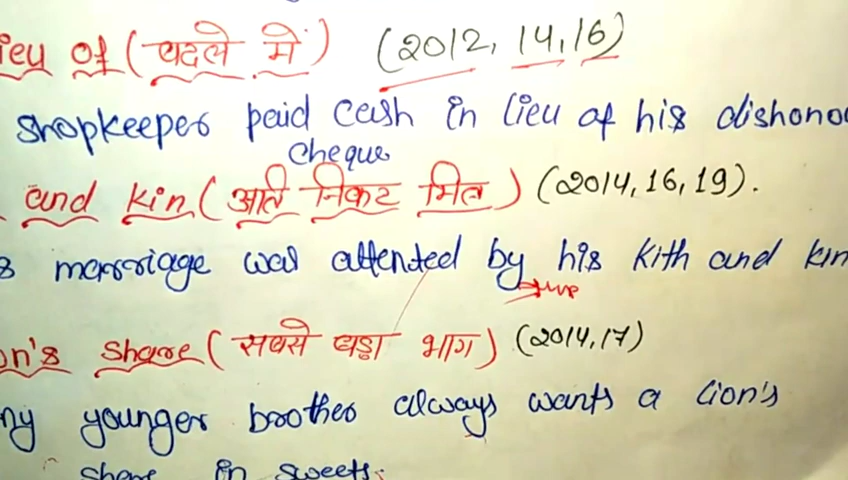 ieu of (बदले में) (2012, 14, 16)
shopkeeper paid cash in lieu of his dishono
cheque
and kin (अति निकट मित्र) (2014, 16, 19).
s marriage was attended by his kith and kin
on's share (सबसे बड़ा भाग) (2014, 17)
my younger brother always wants a lion's
share in sweets.